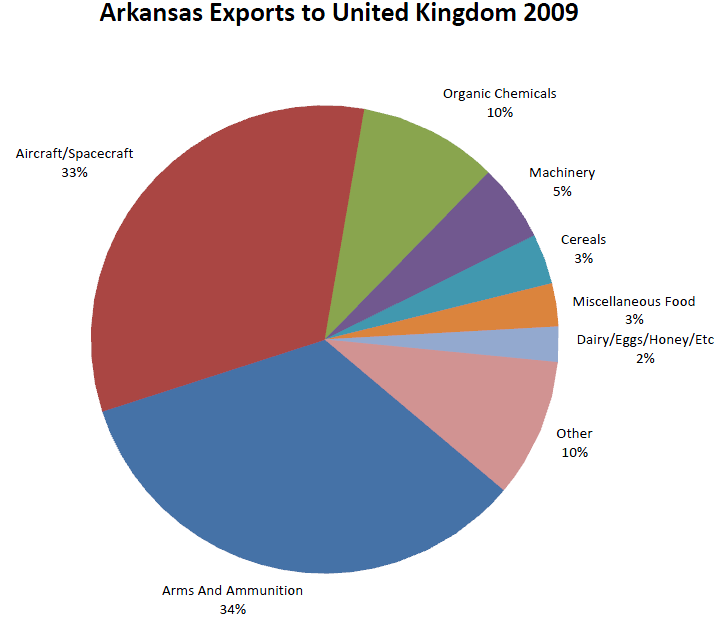 Arkansas Exports to United Kingdom 2009
Organic Chemicals
10%
Aircraft/Spacecraft
33%
Machinery
5%
Cereals
3%
Miscellaneous Food
3%
Dairy/Eggs/Honey/Etc
2%
Other
10%
Arms And Ammunition
34%